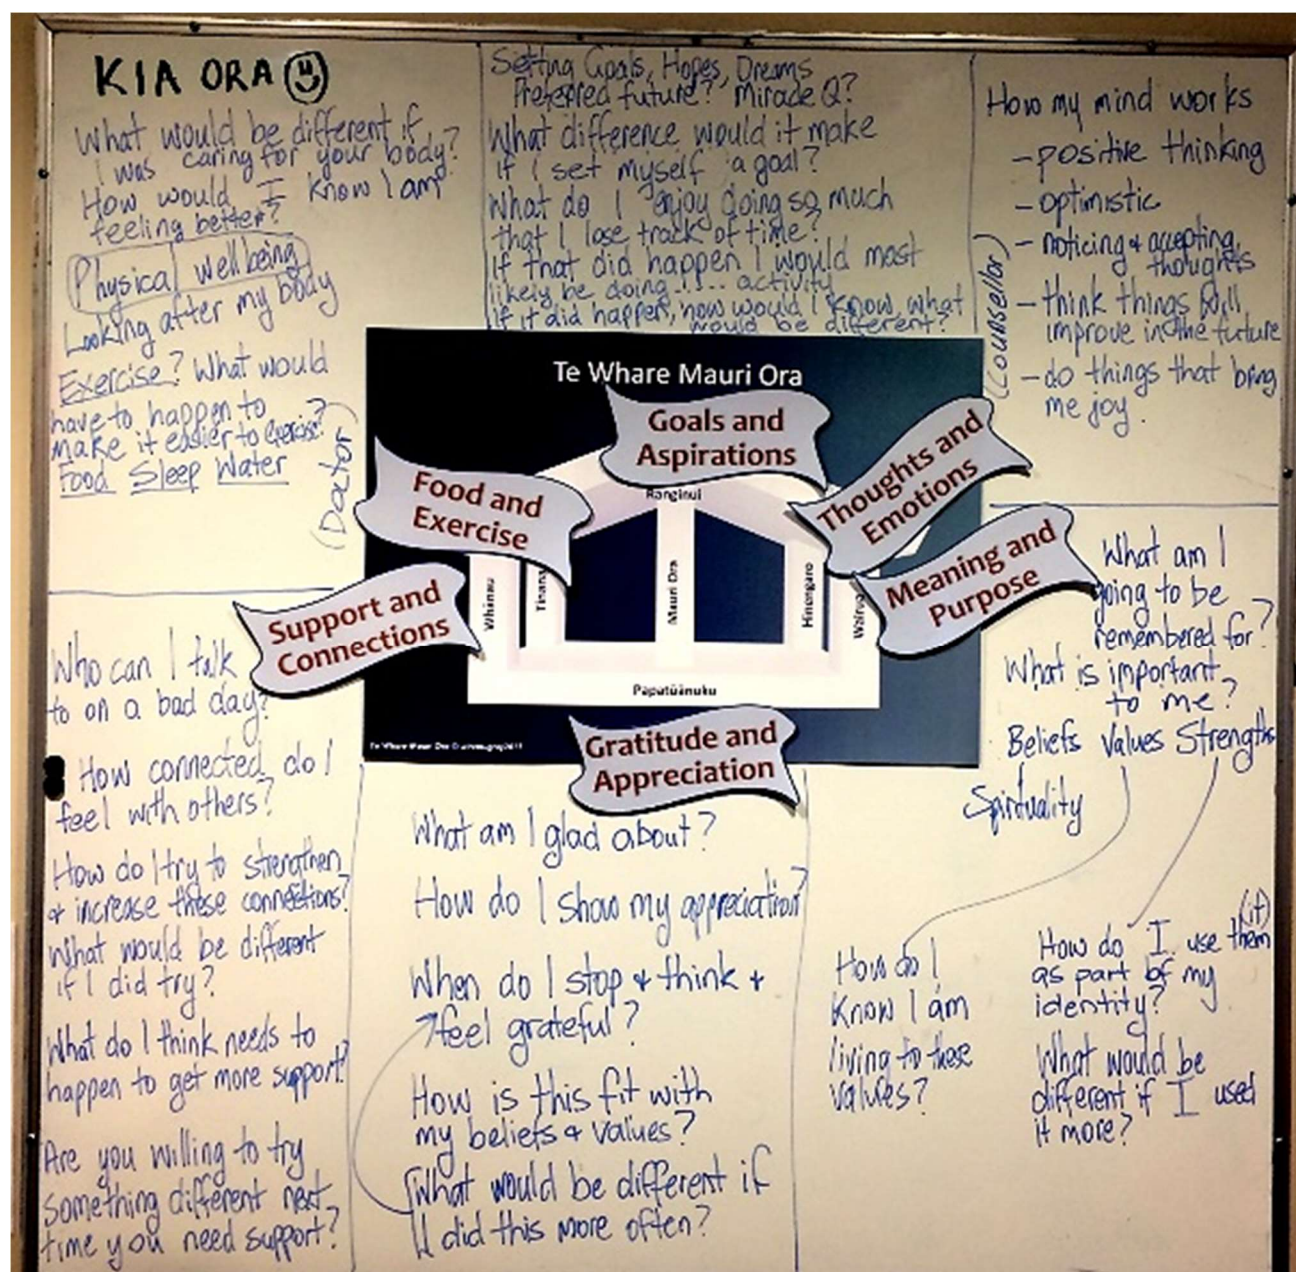 KIA ORA
What would be different if
I was caring for your body?
How would I know I am
feeling better?
Physical wellbeing
Looking after my body
Exercise? What would
have to happen to
make it easier to exercise?
Food Sleep Water
(Doctor)
Setting Goals, Hopes, Dreams
Preferred future? Miracle Q?
What difference would it make
if I set myself a goal?
What do I enjoy doing so much
that I lose track of time?
If that did happen I would most
likely be doing ..... activity
if it did happen, how would I know, what
would be different?
How my mind works
- positive thinking
- optimistic
- noticing & accepting
thoughts
- think things will
improve in the future
- do things that bring
me joy.
(Counsellor)
Te Whare Mauri Ora
Goals and
Aspirations
Food and
Exercise
Thoughts and
Emotions
Support and
Connections
Meaning and
Purpose
Gratitude and
Appreciation
Ranginui
Whānau
Tinana
Mauri Ora
Hinengaro
Wairua
Papatūānuku
Te Whare Mauri Ora ©
Who can I talk
to on a bad day?
How connected do I
feel with others?
How do I try to strengthen
& increase these connections?
What would be different
if I did try?
What do I think needs to
happen to get more support?
Are you willing to try
something different next
time you need support?
What am I glad about?
How do I show my appreciation?
When do I stop & think &
feel grateful?
How is this fit with
my beliefs & values?
What would be different if
I did this more often?
What am I
going to be
remembered for?
What is important
to me?
Beliefs Values Strengths
Spirituality
How do I
know I am
living to these
values?
(it)
How do I use them
as part of my
identity?
What would be
different if I used
it more?